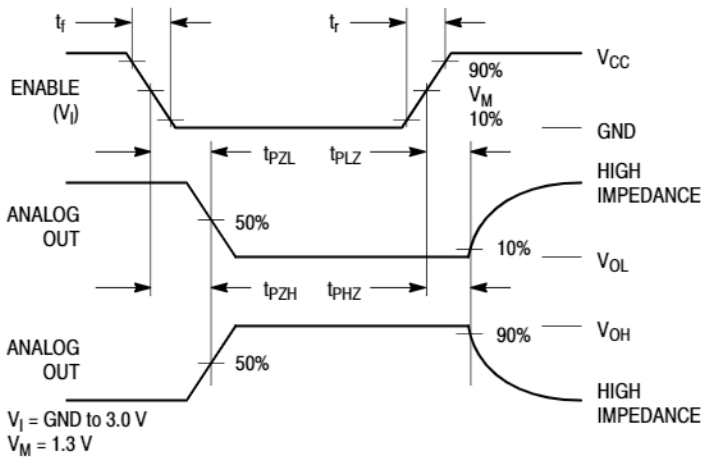 tf
tr
VCC
ENABLE
(VI)
90%
VM
10%
GND
tPZL
tPLZ
HIGH
IMPEDANCE
ANALOG
OUT
50%
10%
VOL
tPZH
tPHZ
VOH
90%
ANALOG
OUT
50%
HIGH
IMPEDANCE
VI = GND to 3.0 V
VM = 1.3 V